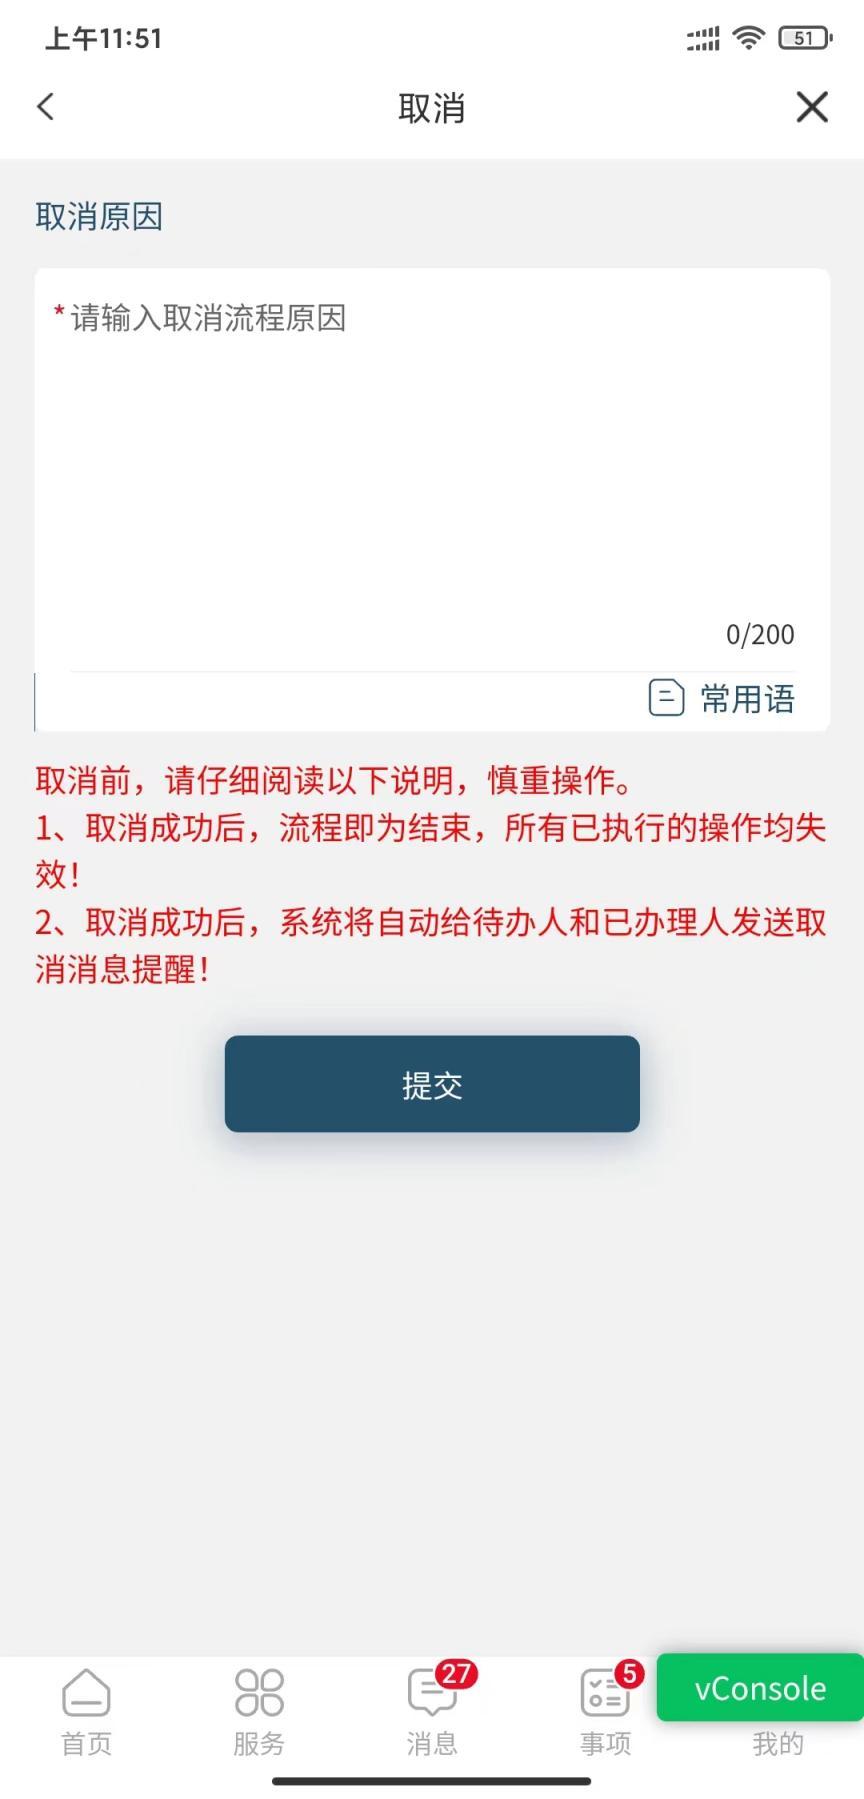 上午11:51
51
取消
取消原因
*请输入取消流程原因
0/200
常用语
取消前，请仔细阅读以下说明，慎重操作。
1、取消成功后，流程即为结束，所有已执行的操作均失
效！
2、取消成功后，系统将自动给待办人和已办理人发送取
消消息提醒！
提交
27
5
vConsole
首页
服务
消息
事项
我的